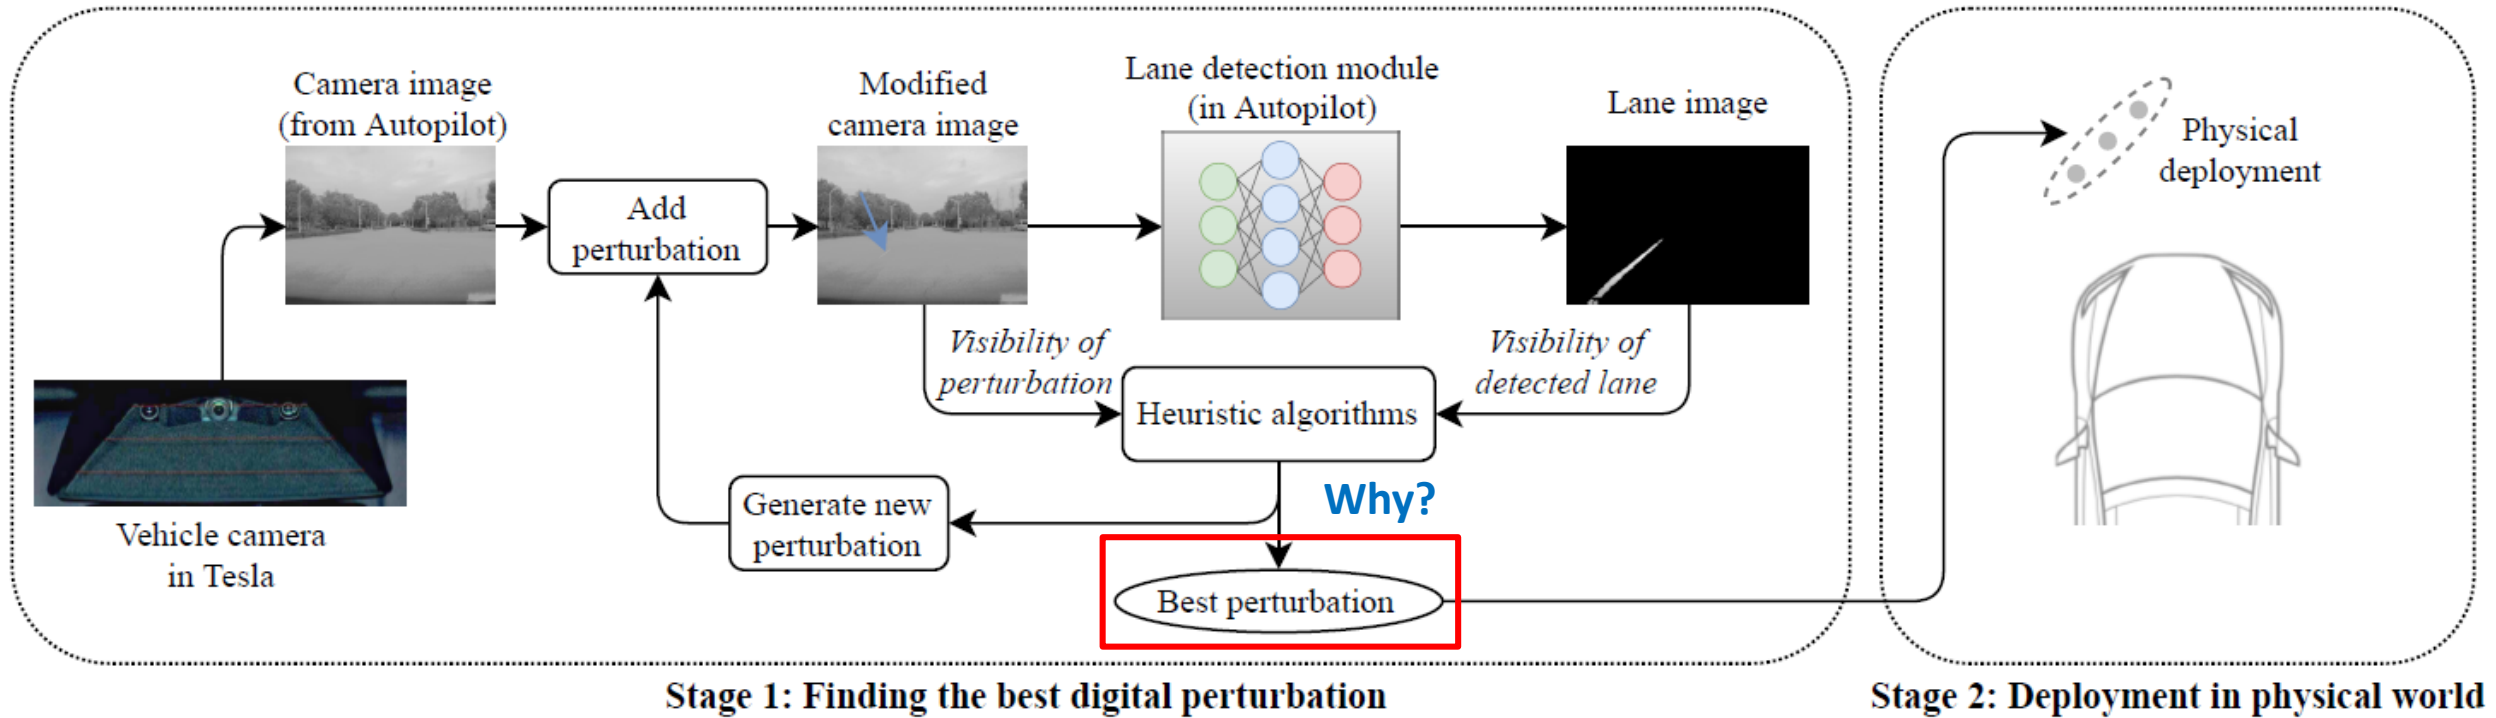 Camera image
(from Autopilot)
Add
perturbation
Modified
camera image
Lane detection module
(in Autopilot)
Lane image
Visibility of
perturbation
Visibility of
detected lane
Heuristic algorithms
Why?
Generate new
perturbation
Best perturbation
Vehicle camera
in Tesla
Physical
deployment
Stage 1: Finding the best digital perturbation
Stage 2: Deployment in physical world